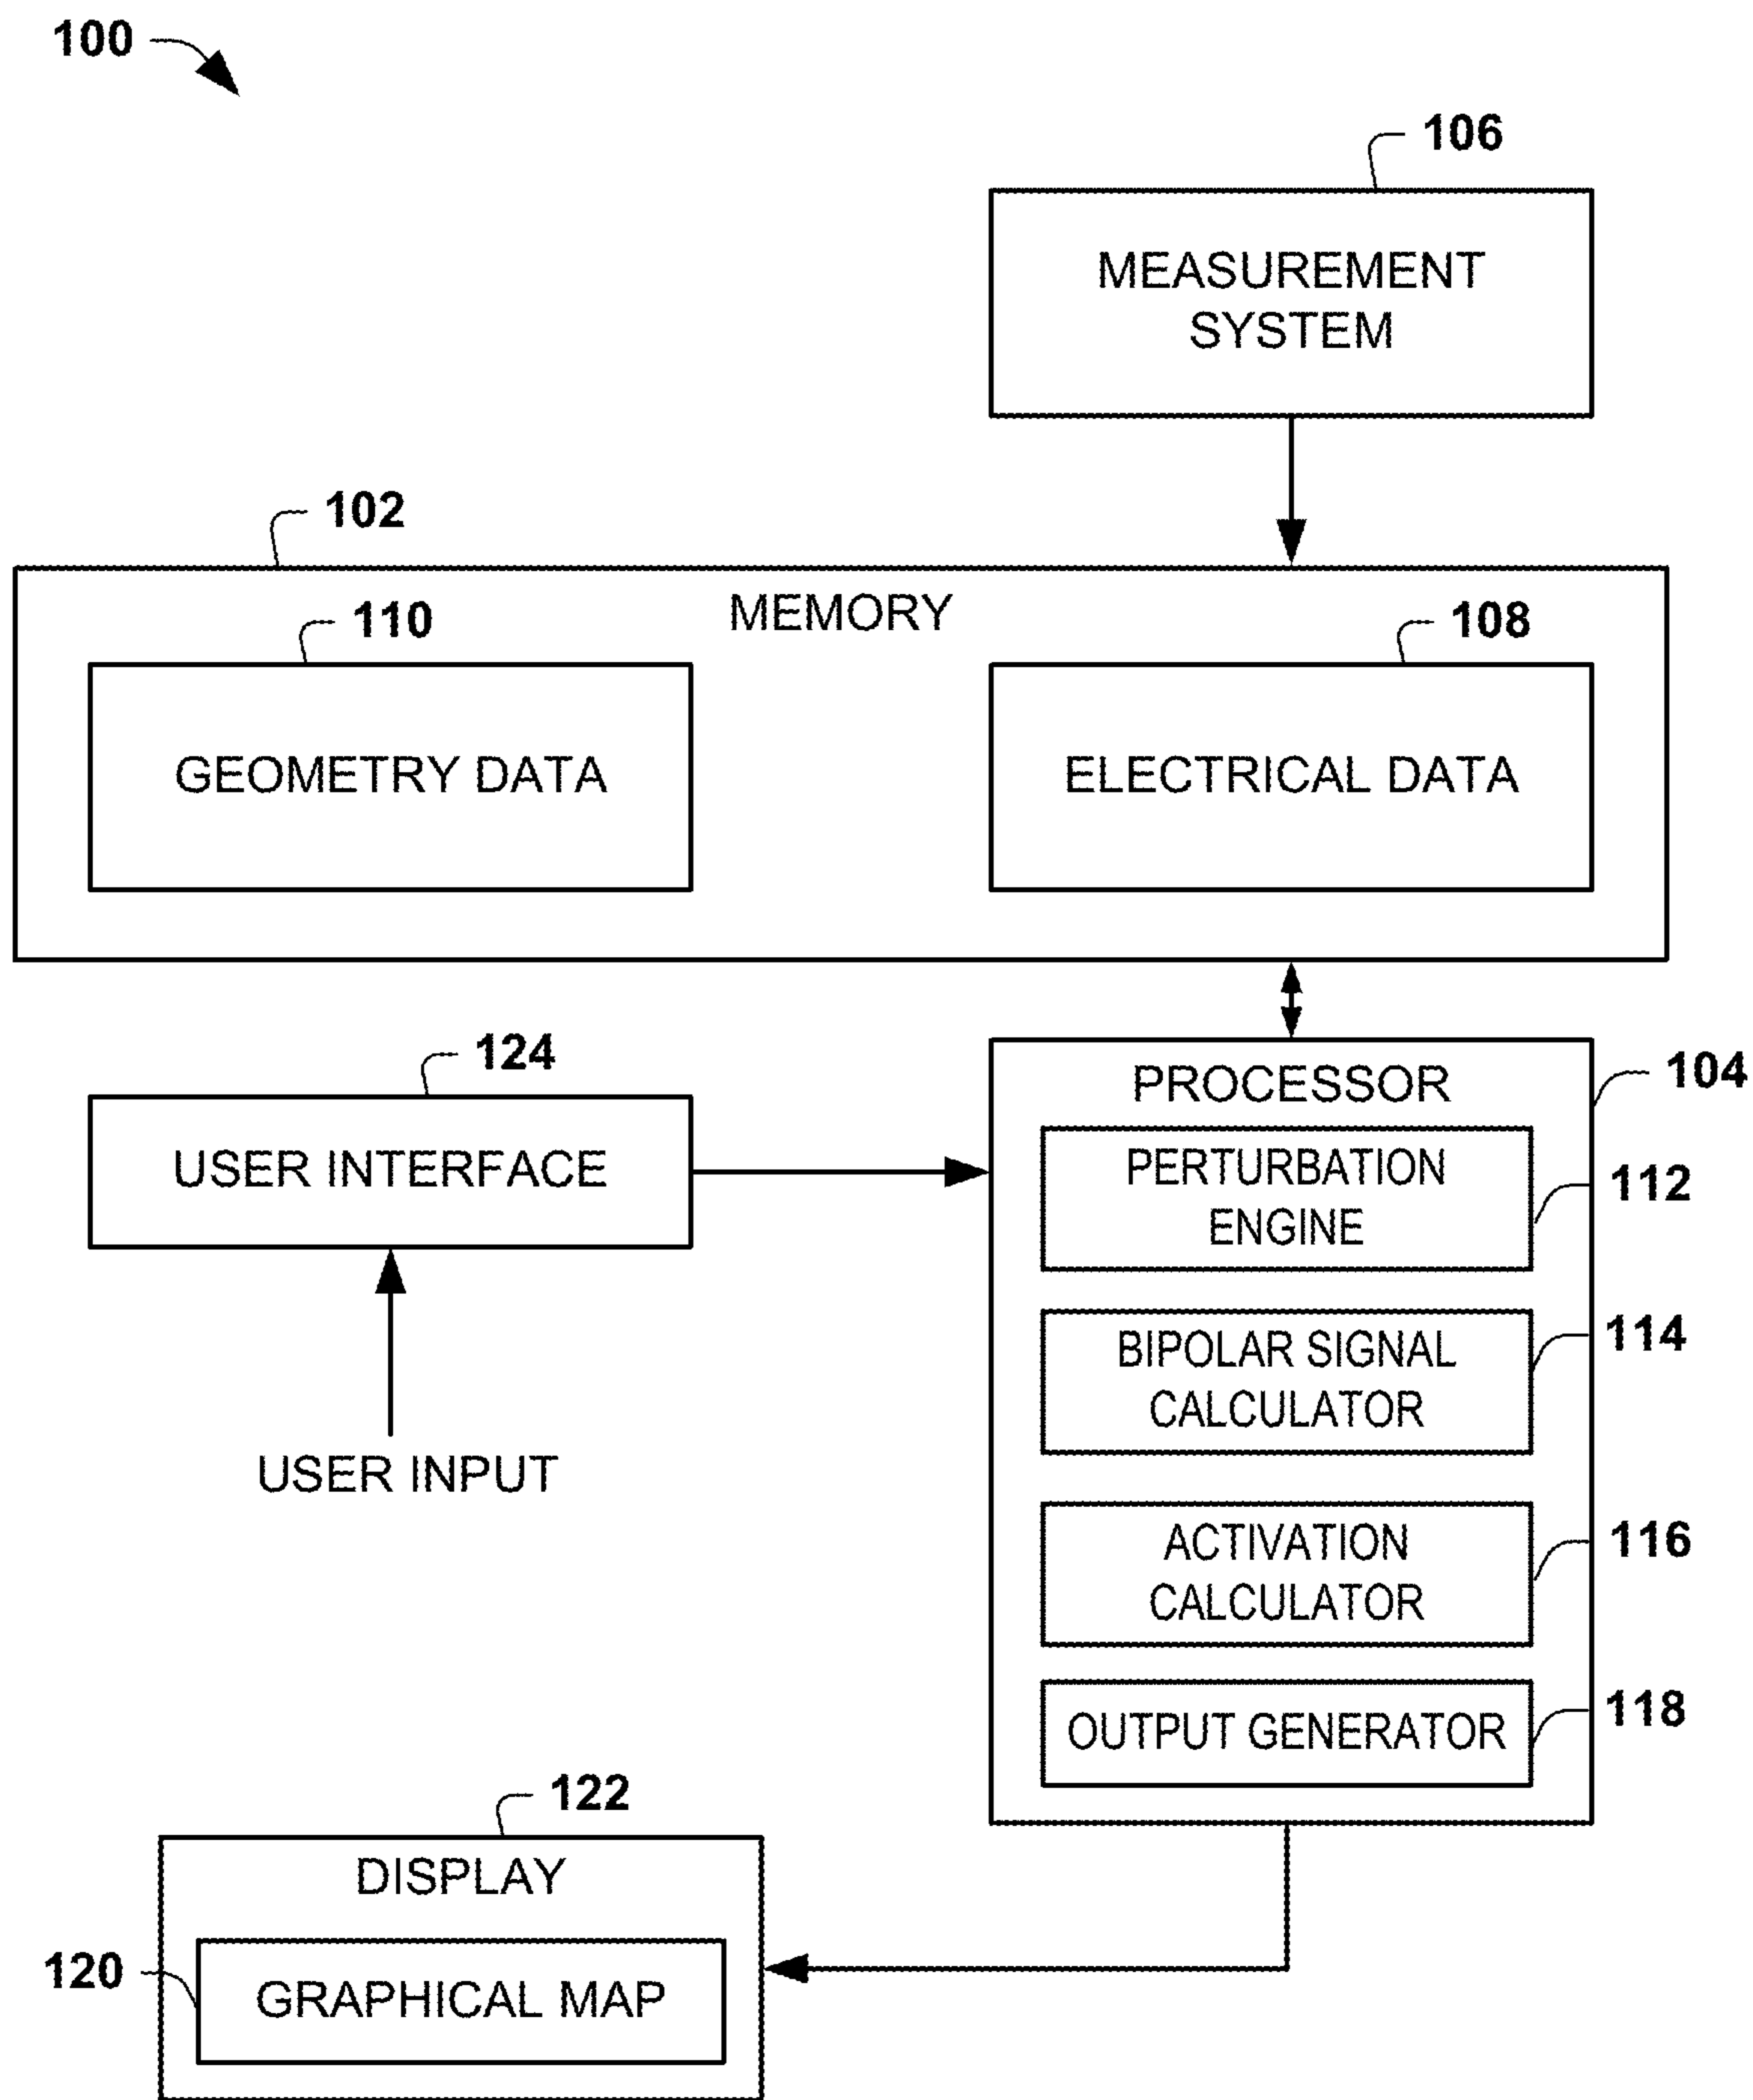 100
106
MEASUREMENT
SYSTEM
102
MEMORY
110
108
GEOMETRY DATA
ELECTRICAL DATA
124
USER INTERFACE
USER INPUT
104
PROCESSOR
PERTURBATION
ENGINE
112
BIPOLAR SIGNAL
CALCULATOR
114
ACTIVATION
CALCULATOR
116
OUTPUT GENERATOR
118
122
DISPLAY
120
GRAPHICAL MAP